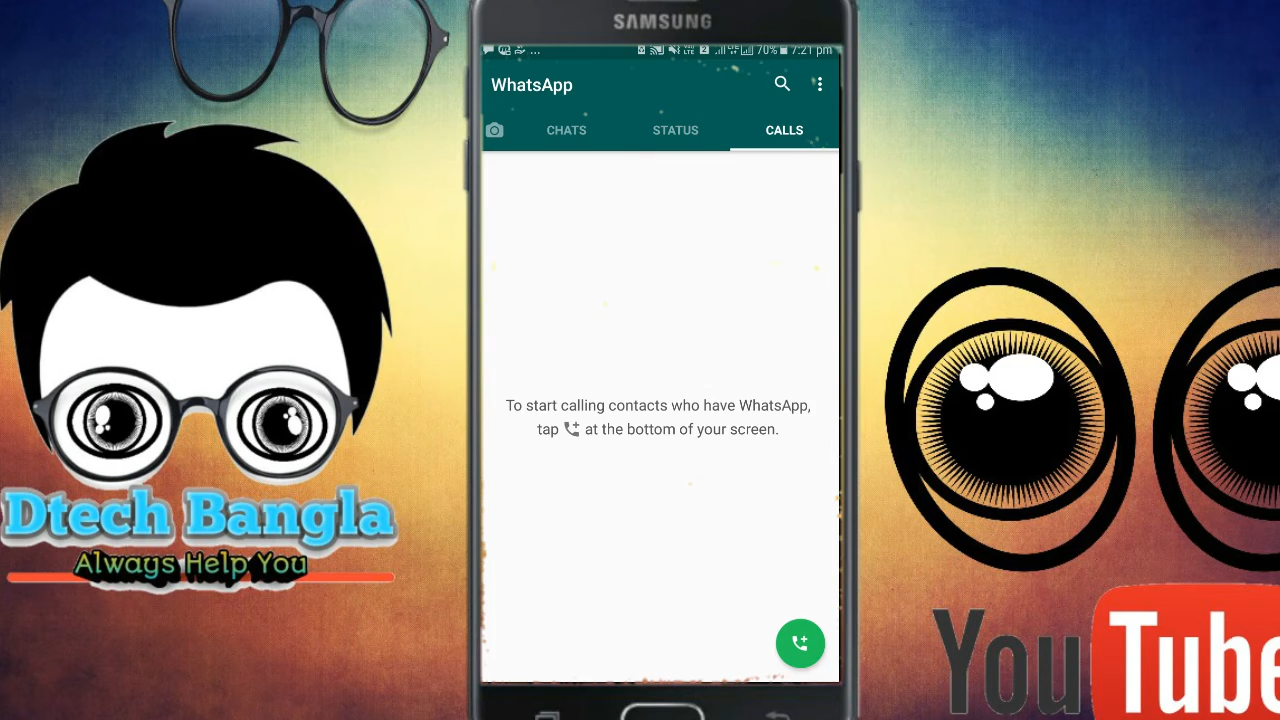 SAMSUNG
70% 7:21 pm
WhatsApp
CHATS STATUS CALLS
To start calling contacts who have WhatsApp,
tap at the bottom of your screen.
Dtech Bangla
Always Help You
YouTube